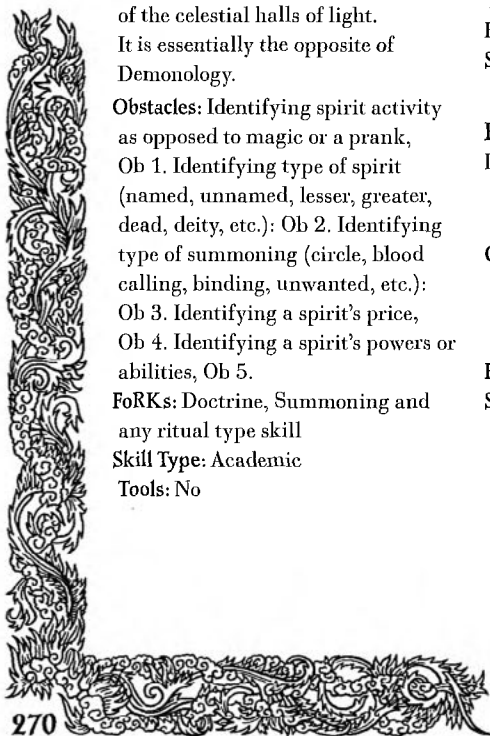 of the celestial halls of light.
It is essentially the opposite of
Demonology.
Obstacles: Identifying spirit activity
as opposed to magic or a prank,
Ob 1. Identifying type of spirit
(named, unnamed, lesser, greater,
dead, deity, etc.): Ob 2. Identifying
type of summoning (circle, blood
calling, binding, unwanted, etc.):
Ob 3. Identifying a spirit's price,
Ob 4. Identifying a spirit's powers or
abilities, Ob 5.
FoRKs: Doctrine, Summoning and
any ritual type skill
Skill Type: Academic
Tools: No
270